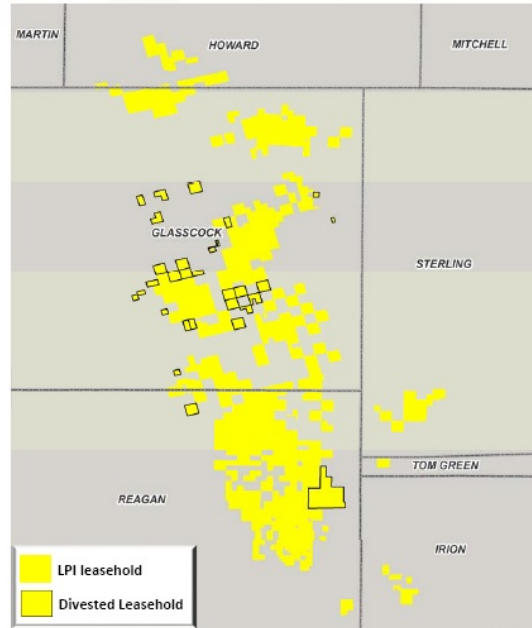 MARTIN
HOWARD
MITCHELL
GLASSCOCK
STERLING
TOM GREEN
REAGAN
IRION
LPI leasehold
Divested Leasehold